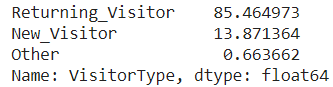 Returning_Visitor    85.464973
New_Visitor          13.871364
Other                 0.663662
Name: VisitorType, dtype: float64